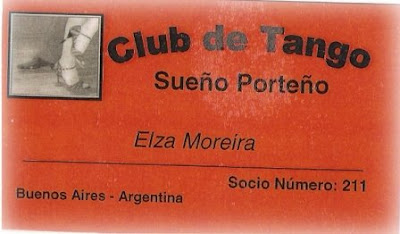 Club de Tango
Sueño Porteño
Elza Moreira
Socio Número: 211
Buenos Aires - Argentina